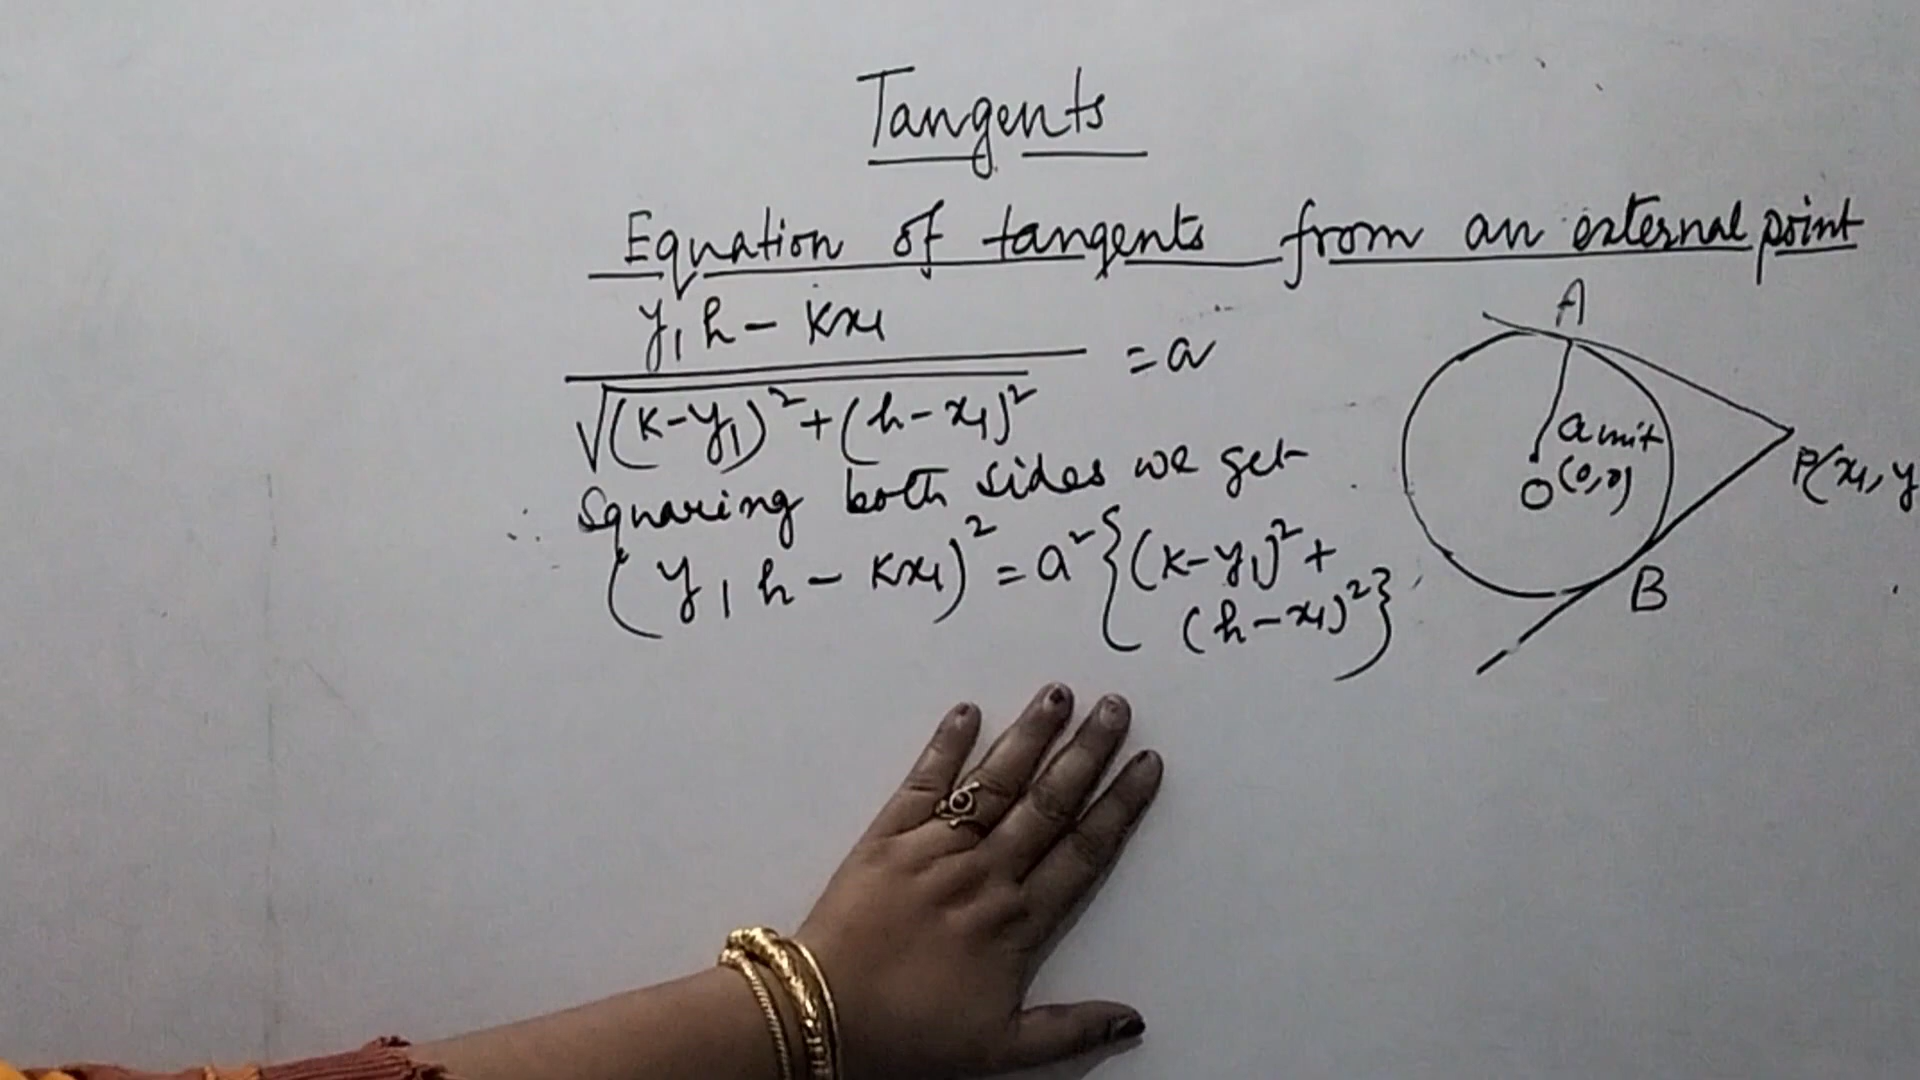 Tangents
Equation of tangents from an external point
y₁h - kx₁
= a
√(k-y₁)²+(h-x₁)²
Squaring both sides we get
(y₁h - kx₁)² = a² {(k-y₁)² +
(h-x₁)²}
A
a unit
O (0,0)
P(x₁, y
B